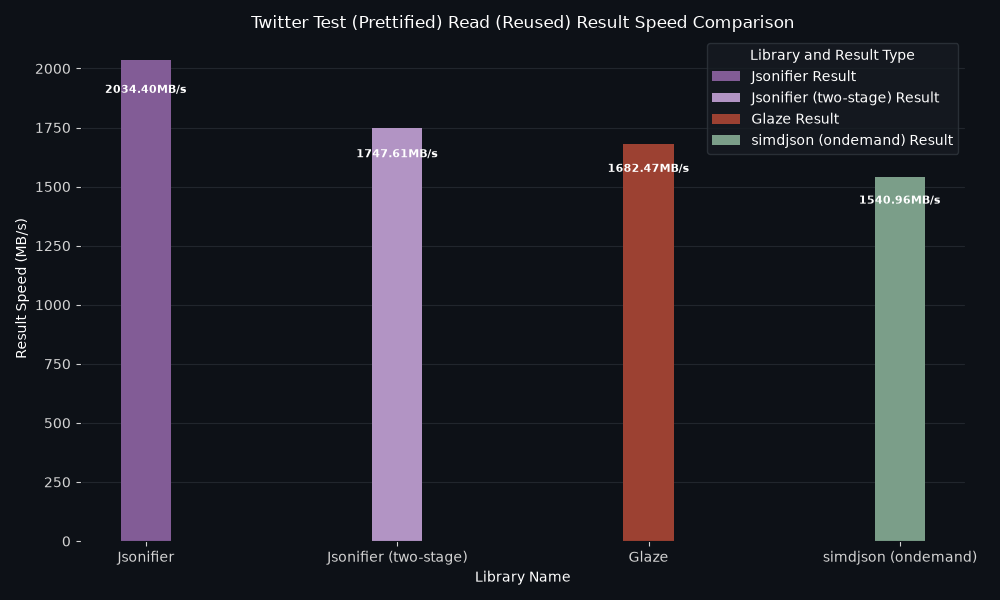 Twitter Test (Prettified) Read (Reused) Result Speed Comparison
Library and Result Type
Jsonifier Result
Jsonifier (two-stage) Result
Glaze Result
simdjson (ondemand) Result
Result Speed (MB/s)
2000
1750
1500
1250
1000
750
500
250
0
2034.40MB/s
1747.61MB/s
1682.47MB/s
1540.96MB/s
Jsonifier
Jsonifier (two-stage)
Glaze
simdjson (ondemand)
Library Name